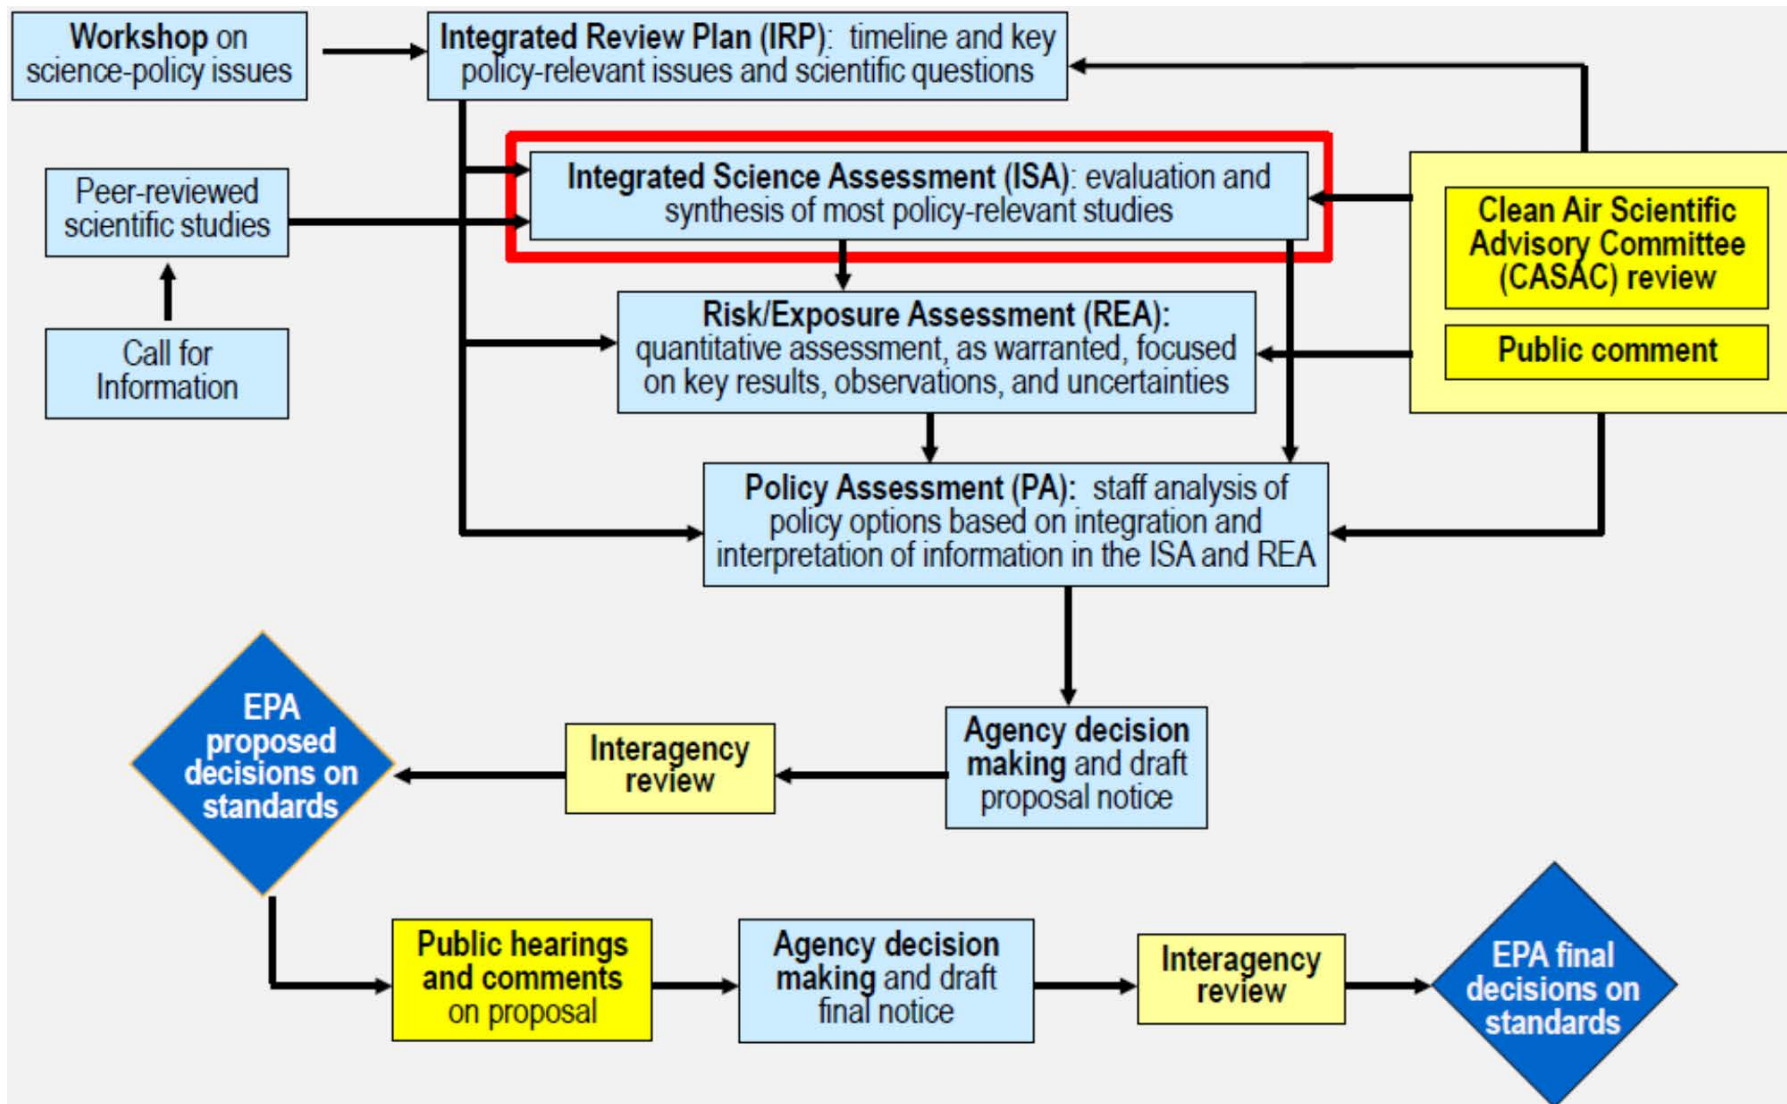 Workshop on
science-policy issues
Integrated Review Plan (IRP): timeline and key
policy-relevant issues and scientific questions
Peer-reviewed
scientific studies
Integrated Science Assessment (ISA): evaluation and
synthesis of most policy-relevant studies
Clean Air Scientific
Advisory Committee
(CASAC) review
Public comment
Call for
Information
Risk/Exposure Assessment (REA):
quantitative assessment, as warranted, focused
on key results, observations, and uncertainties
Policy Assessment (PA): staff analysis of
policy options based on integration and
interpretation of information in the ISA and REA
EPA
proposed
decisions on
standards
Interagency
review
Agency decision
making and draft
proposal notice
Public hearings
and comments
on proposal
Agency decision
making and draft
final notice
Interagency
review
EPA final
decisions on
standards